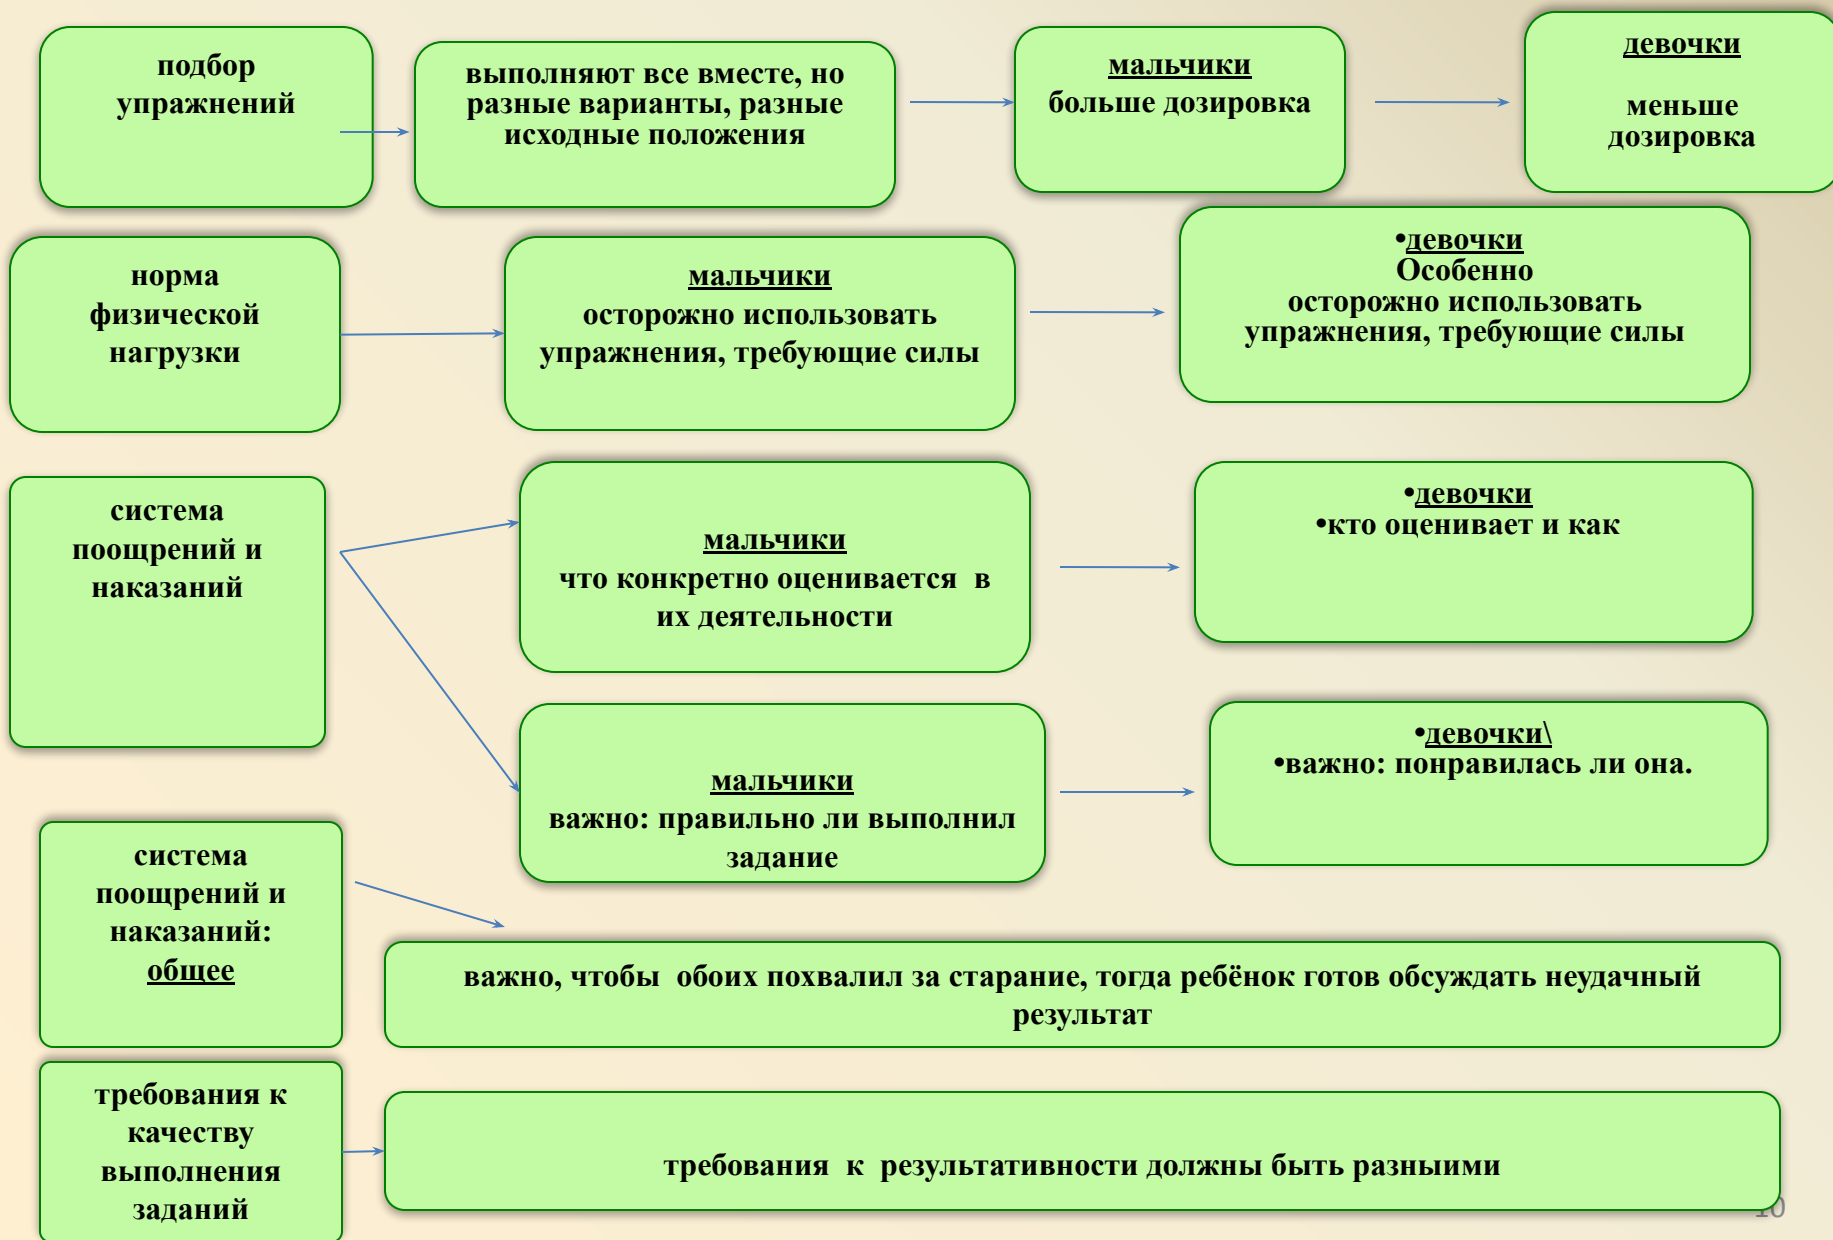 подбор
упражнений
выполняют все вместе, но
разные варианты, разные
исходные положения
мальчики
больше дозировка
девочки
меньше
дозировка
норма
физической
нагрузки
мальчики
осторожно использовать
упражнения, требующие силы
•девочки
Особенно
осторожно использовать
упражнения, требующие силы
система
поощрений и
наказаний
мальчики
что конкретно оценивается  в
их деятельности
•девочки
•кто оценивает и как
мальчики
важно: правильно ли выполнил
задание
•девочки\
•важно: понравилась ли она.
система
поощрений и
наказаний:
общее
важно, чтобы  обоих похвалил за старание, тогда ребёнок готов обсуждать неудачный
результат
требования к
качеству
выполнения
заданий
требования  к  результативности должны быть разныими
10